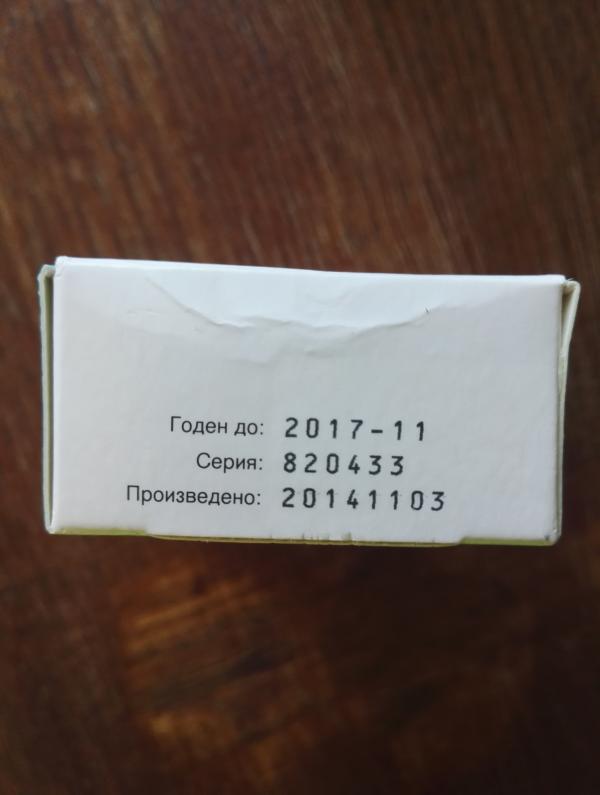 Годен до: 2017-11
Серия: 820433
Произведено: 20141103